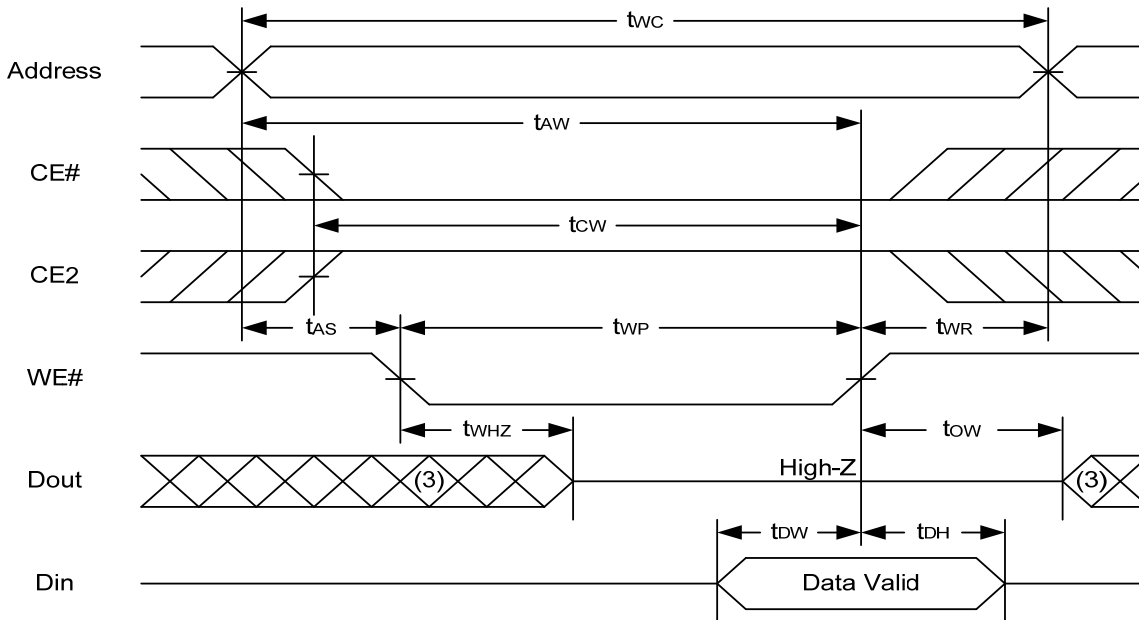 tWC
Address
tAW
CE#
tCW
CE2
tAS tWP tWR
WE#
tWHZ tOW
Dout (3) High-Z (3)
tDW tDH
Din Data Valid